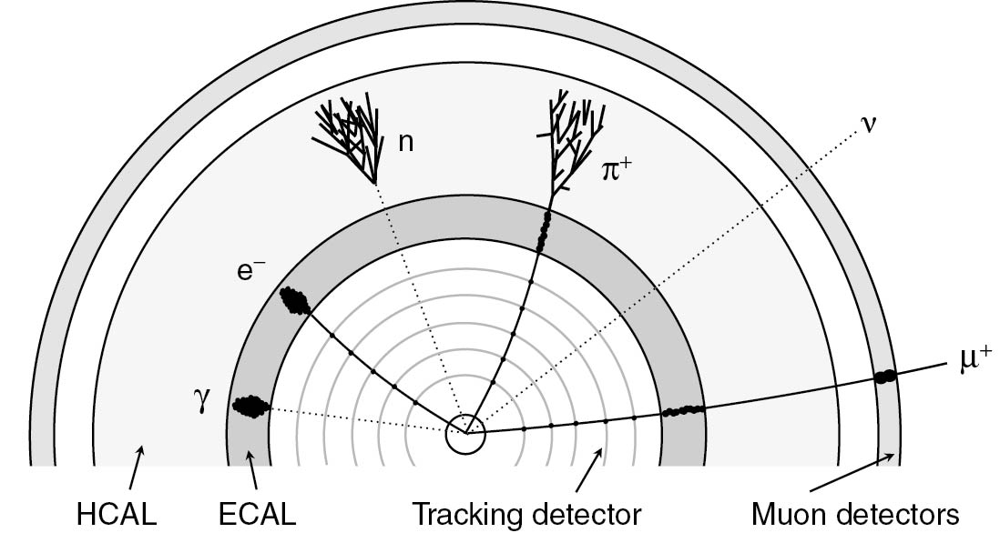 n
ν
π⁺
e⁻
μ⁺
γ
HCAL
ECAL
Tracking detector
Muon detectors